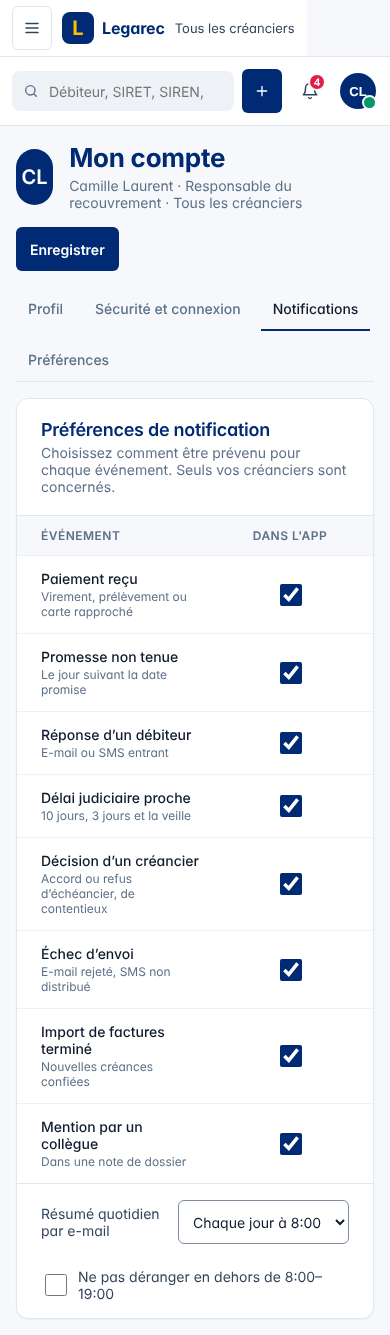 L Legarec Tous les créanciers
Débiteur, SIRET, SIREN,
+
4
CL
CL
Mon compte
Camille Laurent · Responsable du
recouvrement · Tous les créanciers
Enregistrer
Profil Sécurité et connexion Notifications
Préférences
Préférences de notification
Choisissez comment être prévenu pour
chaque événement. Seuls vos créanciers sont
concernés.
ÉVÉNEMENT DANS L'APP
Paiement reçu
Virement, prélèvement ou
carte rapproché
Promesse non tenue
Le jour suivant la date
promise
Réponse d’un débiteur
E-mail ou SMS entrant
Délai judiciaire proche
10 jours, 3 jours et la veille
Décision d’un créancier
Accord ou refus
d’échéancier, de
contentieux
Échec d’envoi
E-mail rejeté, SMS non
distribué
Import de factures
terminé
Nouvelles créances
confiées
Mention par un
collègue
Dans une note de dossier
Résumé quotidien
par e-mail
Chaque jour à 8:00
Ne pas déranger en dehors de 8:00–
19:00